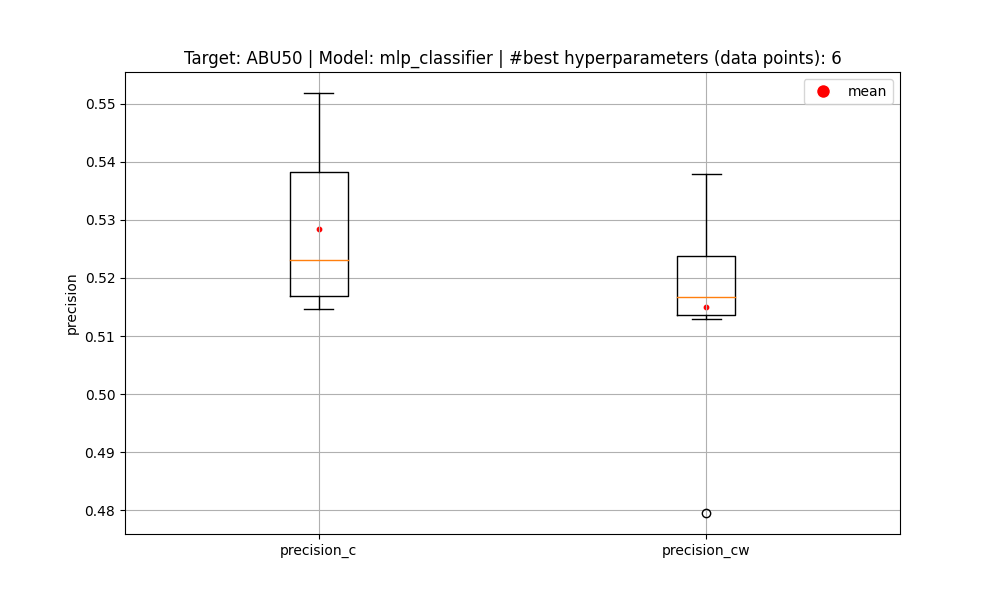 Target: ABU50 | Model: mlp_classifier | #best hyperparameters (data points): 6
mean
0.55
0.54
0.53
0.52
0.51
0.50
0.49
0.48
precision
precision_c
precision_cw